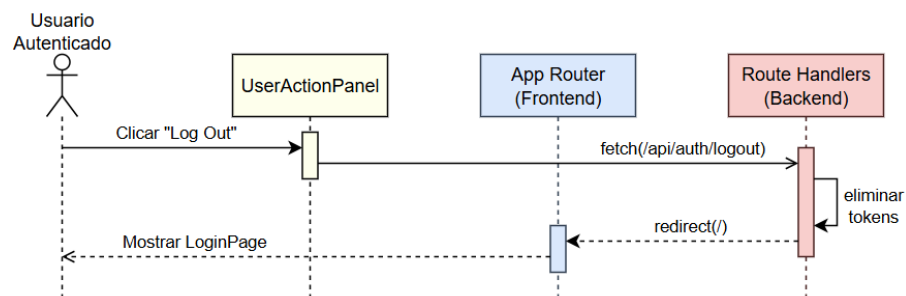 Usuario
Autenticado
UserActionPanel
App Router
(Frontend)
Route Handlers
(Backend)
Clicar "Log Out"
fetch(/api/auth/logout)
eliminar
tokens
redirect(/)
Mostrar LoginPage